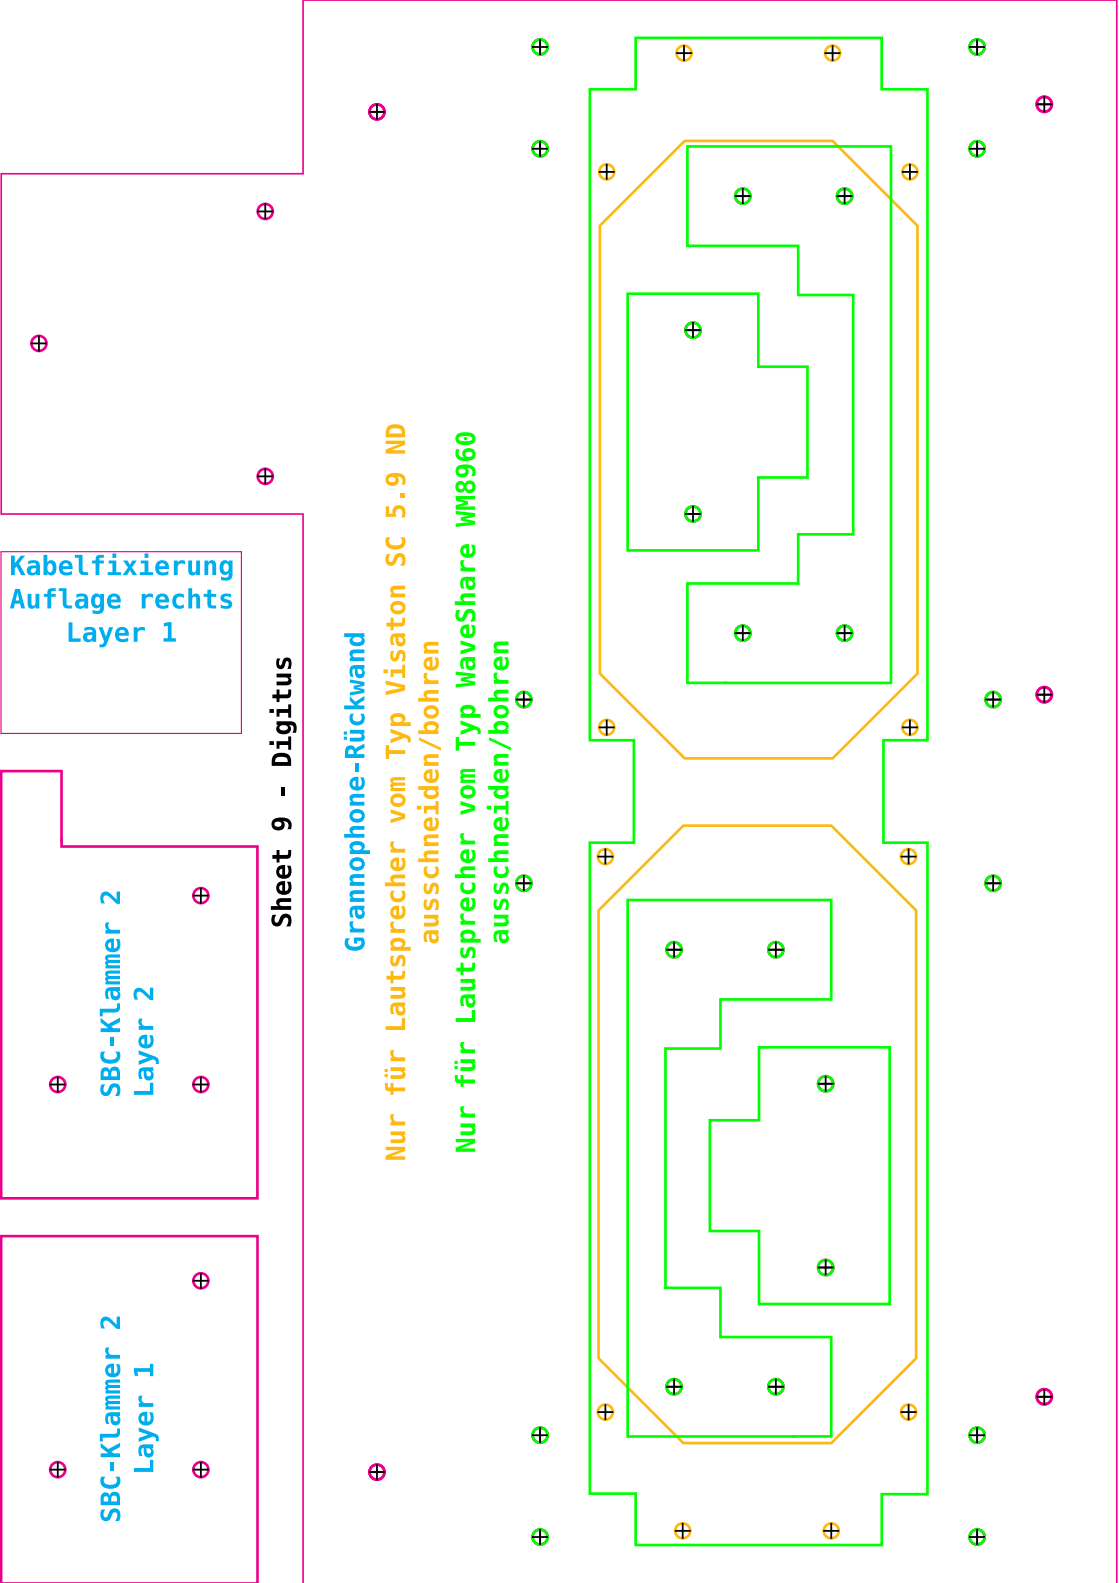 Kabelfixierung
Auflage rechts
Layer 1
SBC-Klammer 2
Layer 2
SBC-Klammer 2
Layer 1
Sheet 9 - Digitus
Grannophone-Rückwand
Nur für Lautsprecher vom Typ Visaton SC 5.9 ND
ausschneiden/bohren
Nur für Lautsprecher vom Typ WaveShare WM8960
ausschneiden/bohren